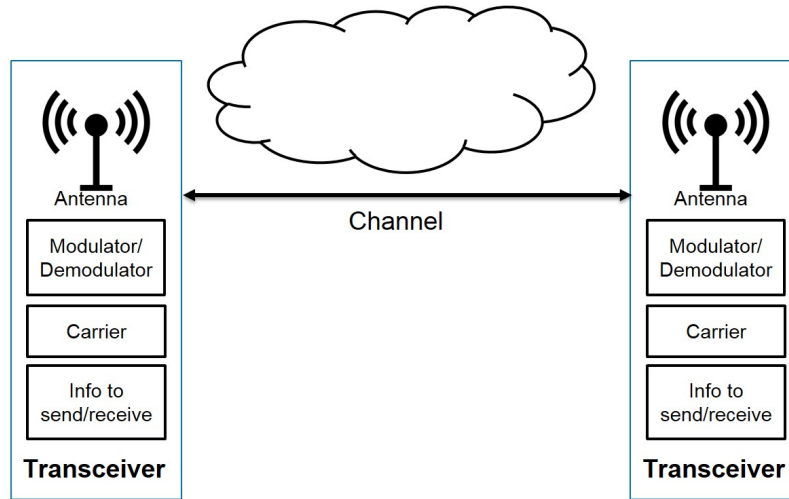 Antenna
Modulator/
Demodulator
Carrier
Info to
send/receive
Transceiver
Channel
Antenna
Modulator/
Demodulator
Carrier
Info to
send/receive
Transceiver